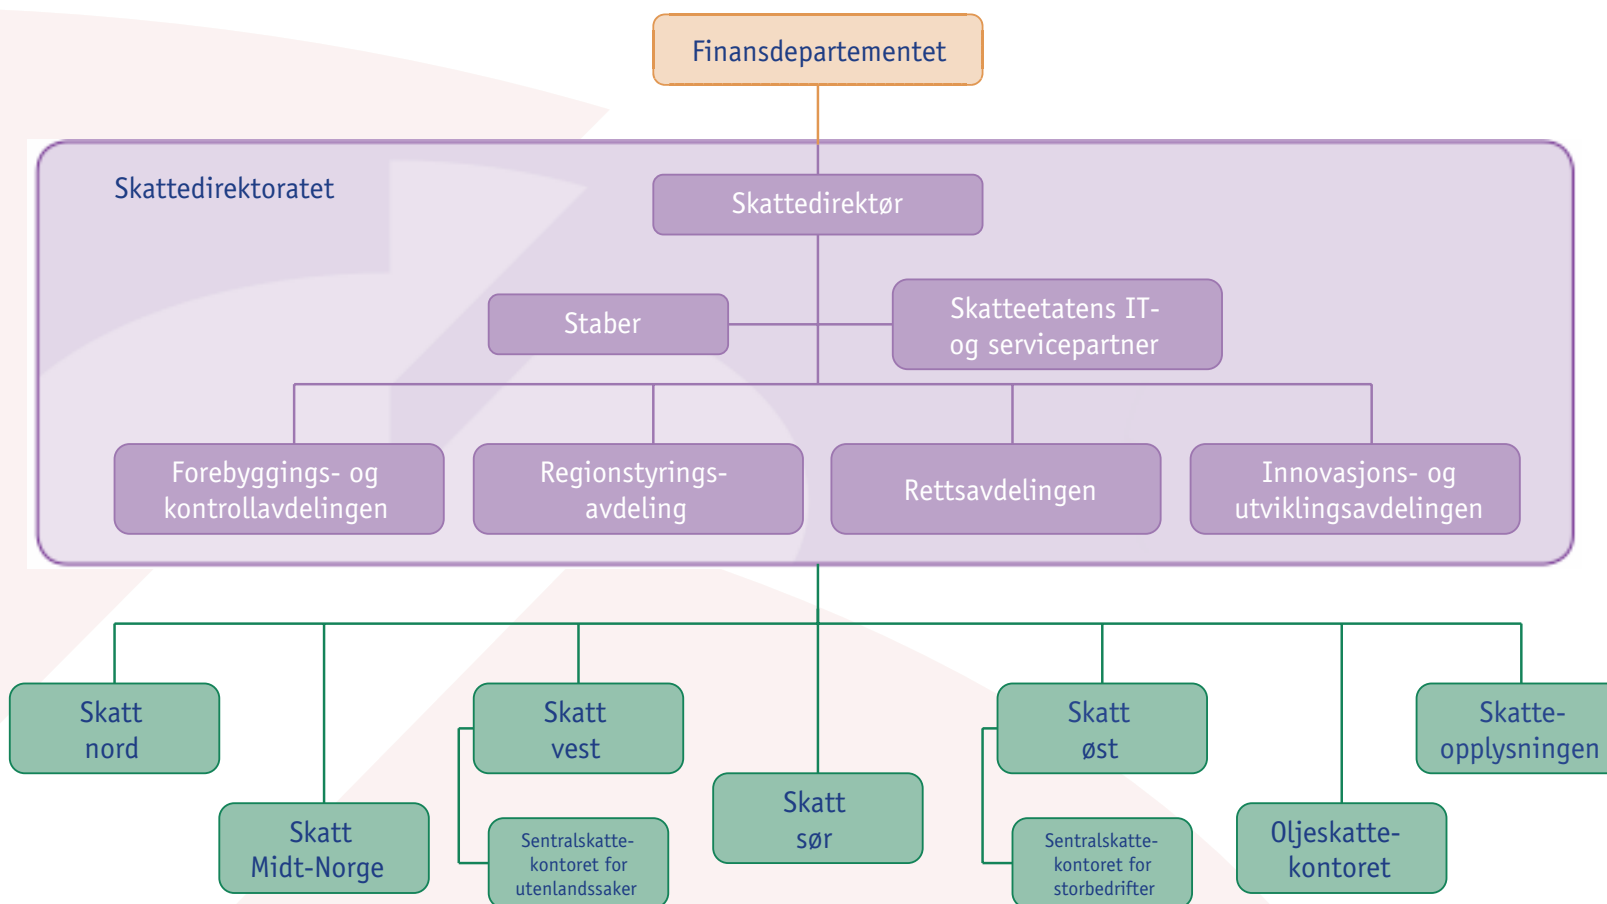 Finansdepartementet
Skattedirektoratet
Skattedirektør
Staber
Skatteetatens IT-
og servicepartner
Forebyggings- og
kontrollavdelingen
Regionstyrings-
avdeling
Rettsavdelingen
Innovasjons- og
utviklingsavdelingen
Skatt
nord
Skatt
Midt-Norge
Skatt
vest
Sentralskatte-
kontoret for
utenlandssaker
Skatt
sør
Skatt
øst
Sentralskatte-
kontoret for
storbedrifter
Oljeskatte-
kontoret
Skatte-
opplysningen